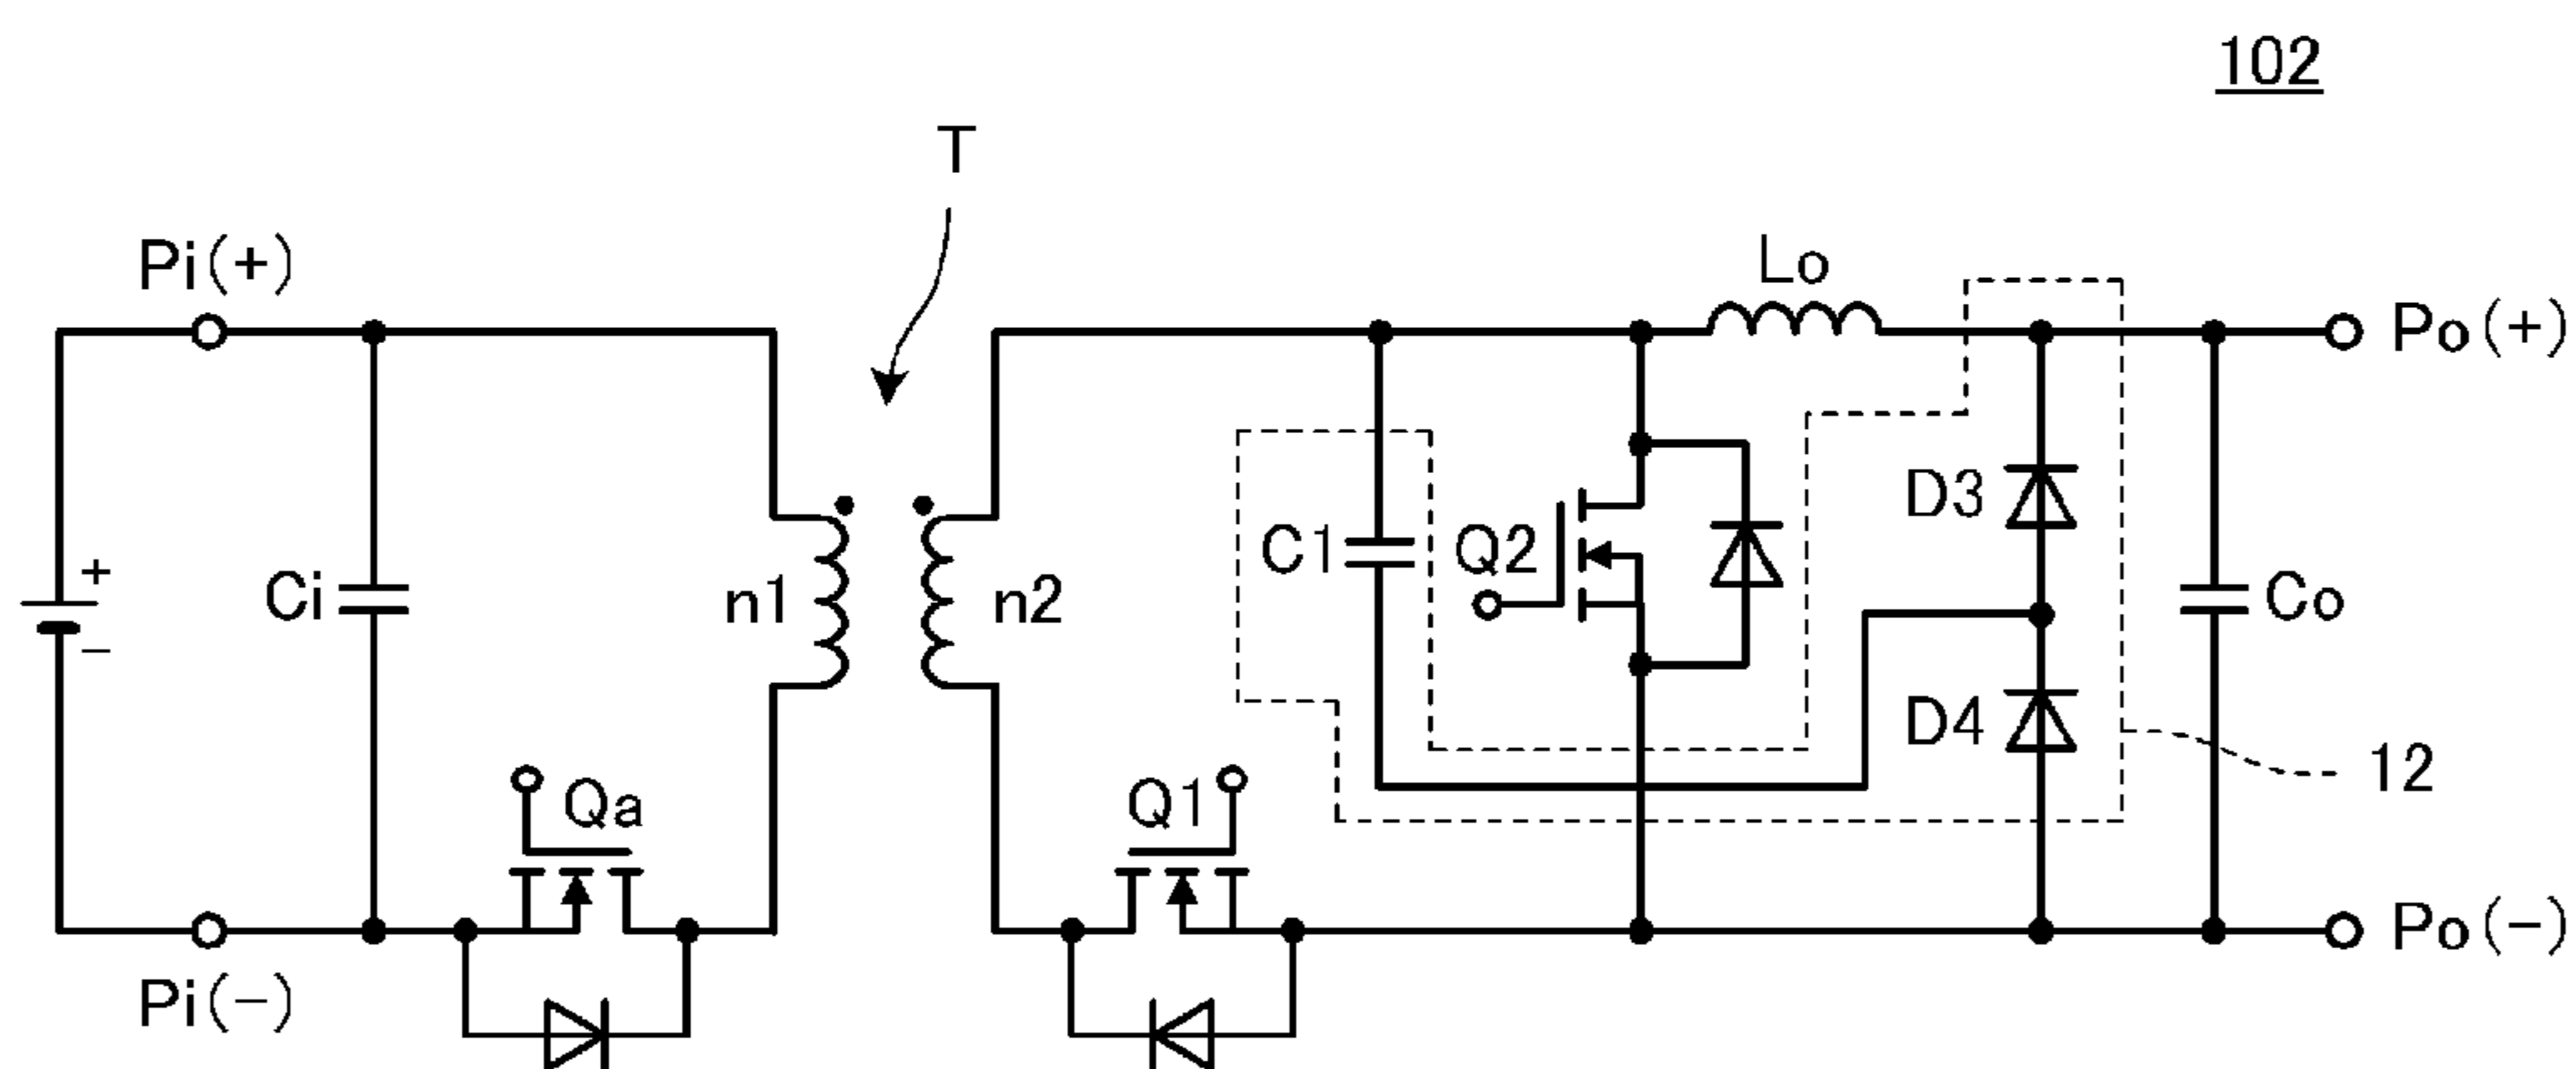 102
T
Pi(+)
Lo
Po(+)
+
Ci
−
n1
n2
C1
Q2
D3
Co
D4
12
Qa
Q1
Pi(−)
Po(−)